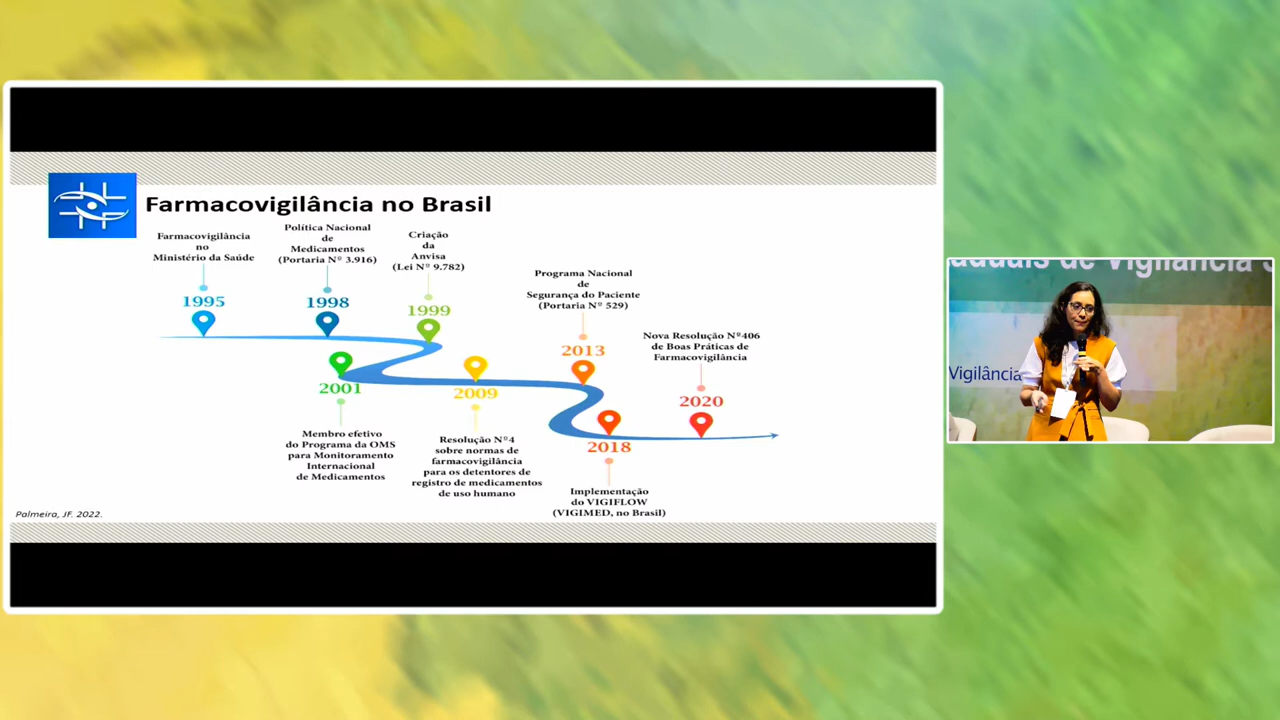 Farmacovigilância no Brasil
Farmacovigilância
no
Ministério da Saúde
1995
Política Nacional
de
Medicamentos
(Portaria Nº 3.916)
1998
Criação
da
Anvisa
(Lei Nº 9.782)
1999
2001
Membro efetivo
do Programa da OMS
para Monitoramento
Internacional
de Medicamentos
2009
Resolução Nº4
sobre normas de
farmacovigilância
para os detentores de
registro de medicamentos
de uso humano
Programa Nacional
de
Segurança do Paciente
(Portaria Nº 529)
2013
2018
Implementação
do VIGIFLOW
(VIGIMED, no Brasil)
Nova Resolução Nº406
de Boas Práticas de
Farmacovigilância
2020
Palmeira, JF. 2022.
de Vigilância
Vigilância